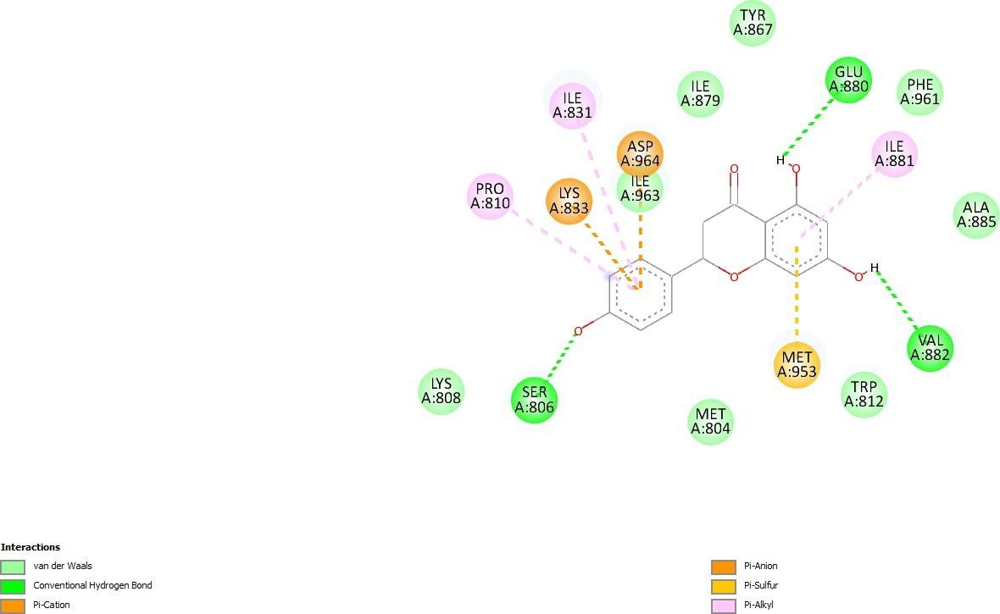 TYR
A:867
GLU
A:880
PHE
A:961
ILE
A:879
ILE
A:831
ASP
A:964
ILE
A:881
H
O
O
ILE
A:963
PRO
A:810
LYS
A:833
ALA
A:885
H
O
O
O
VAL
A:882
MET
A:953
LYS
A:808
SER
A:806
TRP
A:812
MET
A:804
Interactions
van der Waals
Conventional Hydrogen Bond
Pi-Cation
Pi-Anion
Pi-Sulfur
Pi-Alkyl